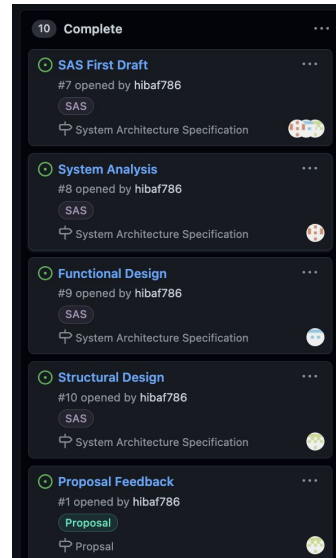 10 Complete
SAS First Draft
#7 opened by hibaf786
SAS
System Architecture Specification
System Analysis
#8 opened by hibaf786
SAS
System Architecture Specification
Functional Design
#9 opened by hibaf786
SAS
System Architecture Specification
Structural Design
#10 opened by hibaf786
SAS
System Architecture Specification
Proposal Feedback
#1 opened by hibaf786
Proposal
Propsal